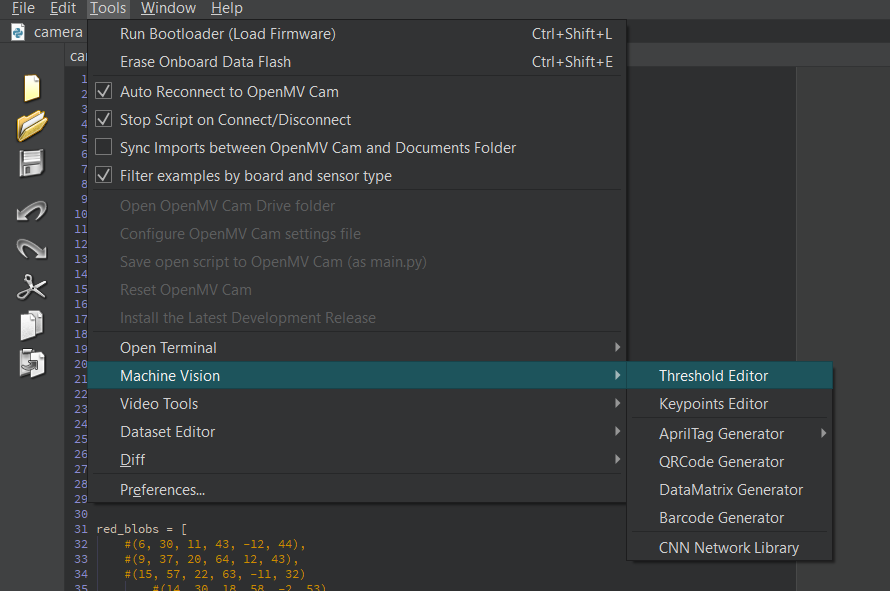 File Edit Tools Window Help
camera
Run Bootloader (Load Firmware) Ctrl+Shift+L
Erase Onboard Data Flash Ctrl+Shift+E
Auto Reconnect to OpenMV Cam
Stop Script on Connect/Disconnect
Sync Imports between OpenMV Cam and Documents Folder
Filter examples by board and sensor type
Open OpenMV Cam Drive folder
Configure OpenMV Cam settings file
Save open script to OpenMV Cam (as main.py)
Reset OpenMV Cam
Install the Latest Development Release
Open Terminal
Machine Vision
Video Tools
Dataset Editor
Diff
Preferences...
Threshold Editor
Keypoints Editor
AprilTag Generator
QRCode Generator
DataMatrix Generator
Barcode Generator
CNN Network Library
1
2
3
4
5
6
7
8
9
10
11
12
13
14
15
16
17
18
19
20
21
22
23
24
25
26
27
28
29
30
31 red_blobs = [
32 #(6, 30, 11, 43, -12, 44),
33 #(9, 37, 20, 64, 12, 43),
34 #(15, 57, 22, 63, -11, 32)
35 #(14, 30, 18, 58, -2, 53)